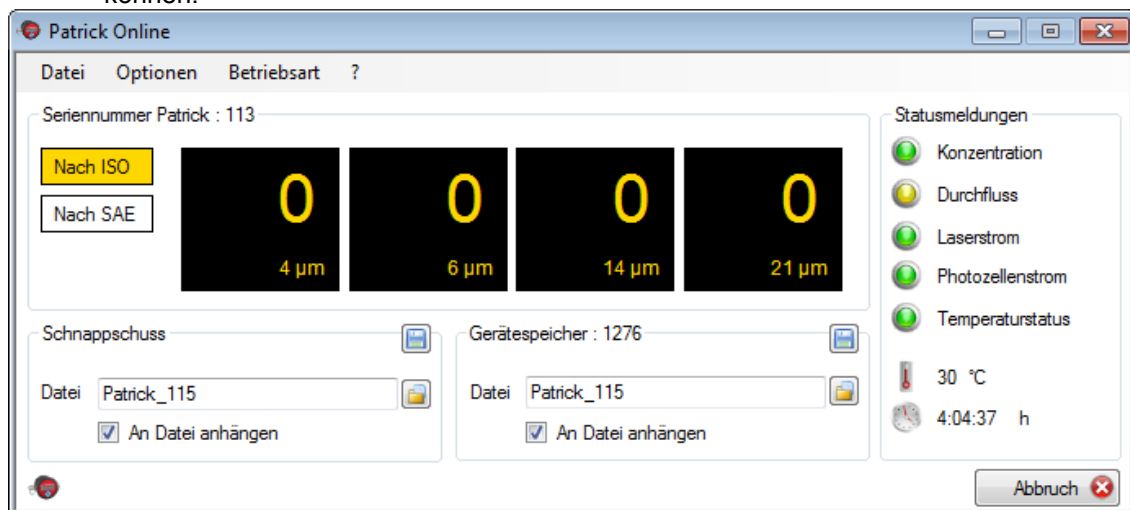 können.
Patrick Online
Datei Optionen Betriebsart ?
Seriennummer Patrick : 113
Nach ISO
Nach SAE
0 0 0 0
4 µm 6 µm 14 µm 21 µm
Statusmeldungen
Konzentration
Durchfluss
Laserstrom
Photozellenstrom
Temperaturstatus
30 °C
4:04:37 h
Schnappschuss
Datei Patrick_115
An Datei anhängen
Gerätespeicher : 1276
Datei Patrick_115
An Datei anhängen
Abbruch